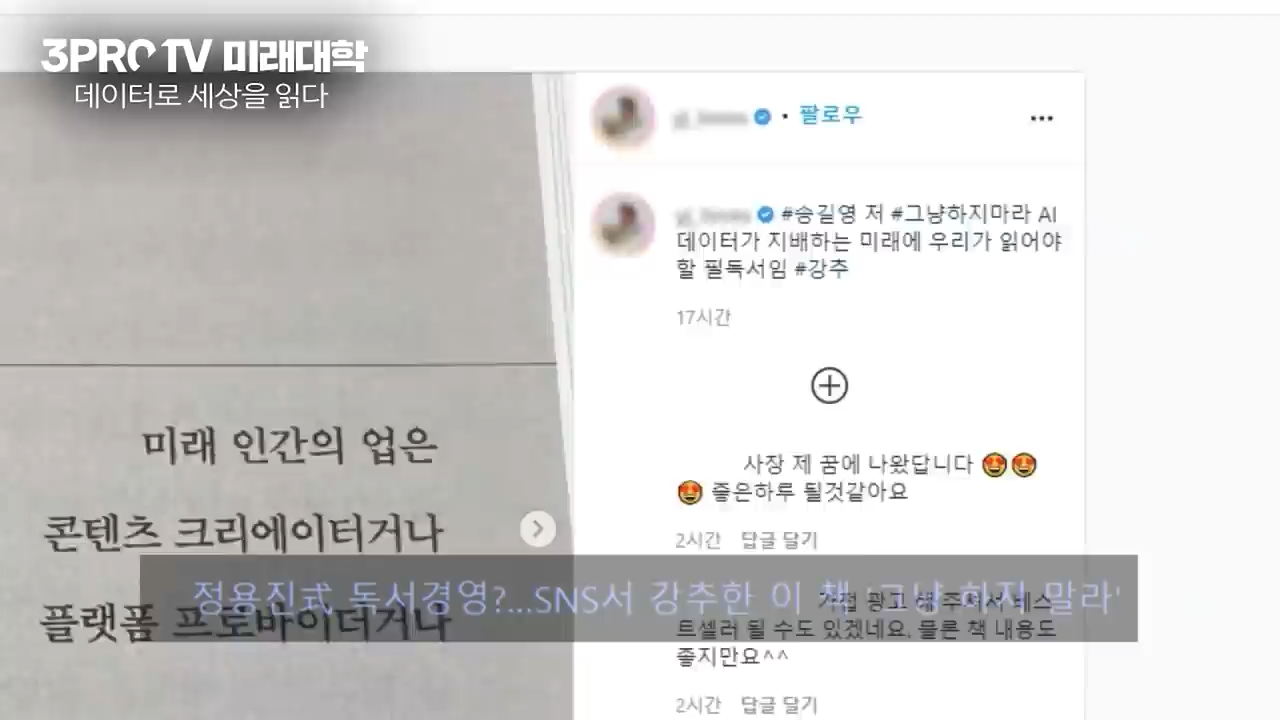 3PRO TV 미래대학
데이터로 세상을 읽다
미래 인간의 업은
콘텐츠 크리에이터거나
플랫폼 프로바이더거나
• 팔로우
#송길영 저 #그냥하지마라 AI
데이터가 지배하는 미래에 우리가 읽어야
할 필독서임 #강추
17시간
사장 제 꿈에 나왔답니다 😍😍
😍 좋은하루 될것같아요
2시간 답글 달기
정용진式 독서경영?...SNS서 강추한 이 책 '그냥 하지 말라'
광고 해주셔서 베스
트셀러 될 수도 있겠네요. 물론 책 내용도
좋지만요^^
2시간 답글 달기